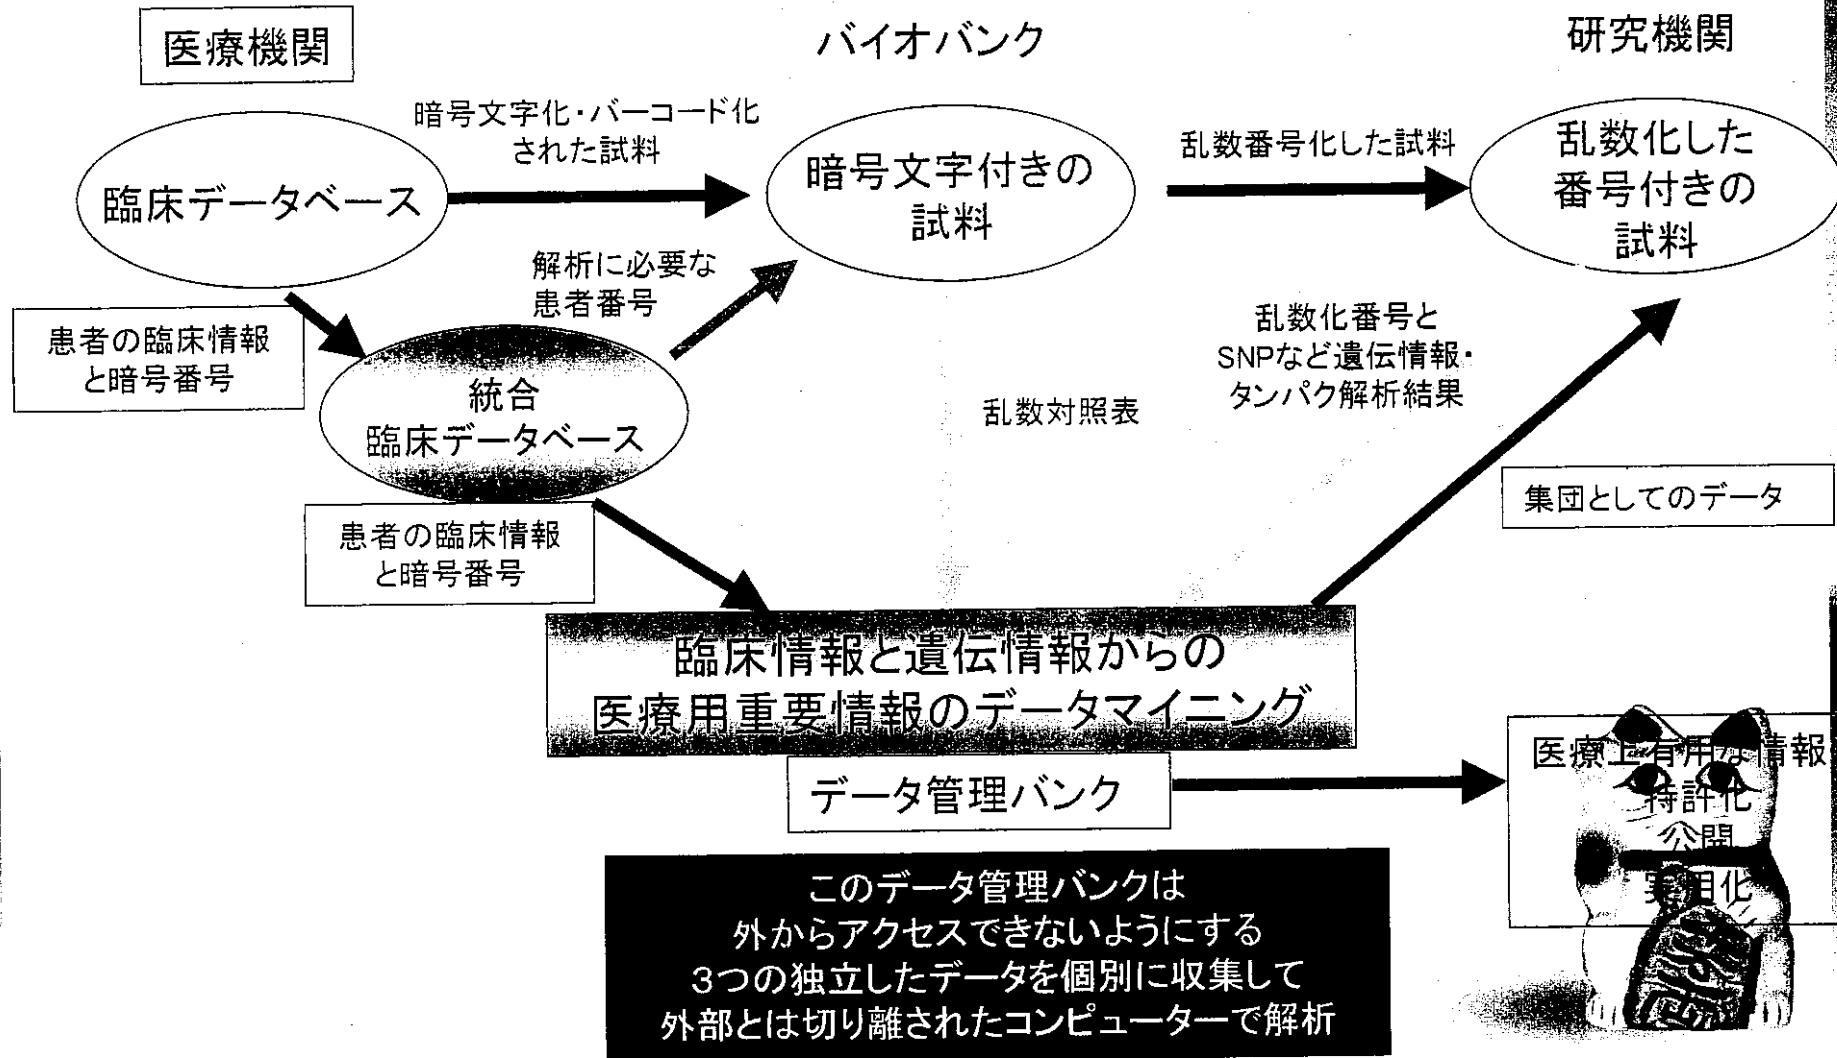 医療機関
バイオバンク
研究機関
暗号文字化・バーコード化
された試料
乱数番号化した試料
臨床データベース
暗号文字付きの
試料
乱数化した
番号付きの
試料
解析に必要な
患者番号
患者の臨床情報
と暗号番号
統合
臨床データベース
乱数対照表
乱数化番号と
SNPなど遺伝情報・
タンパク解析結果
集団としてのデータ
患者の臨床情報
と暗号番号
臨床情報と遺伝情報からの
医療用重要情報のデータマイニング
データ管理バンク
医療上有用な情報
特許化
公開
実用化
このデータ管理バンクは
外からアクセスできないようにする
3つの独立したデータを個別に収集して
外部とは切り離されたコンピューターで解析